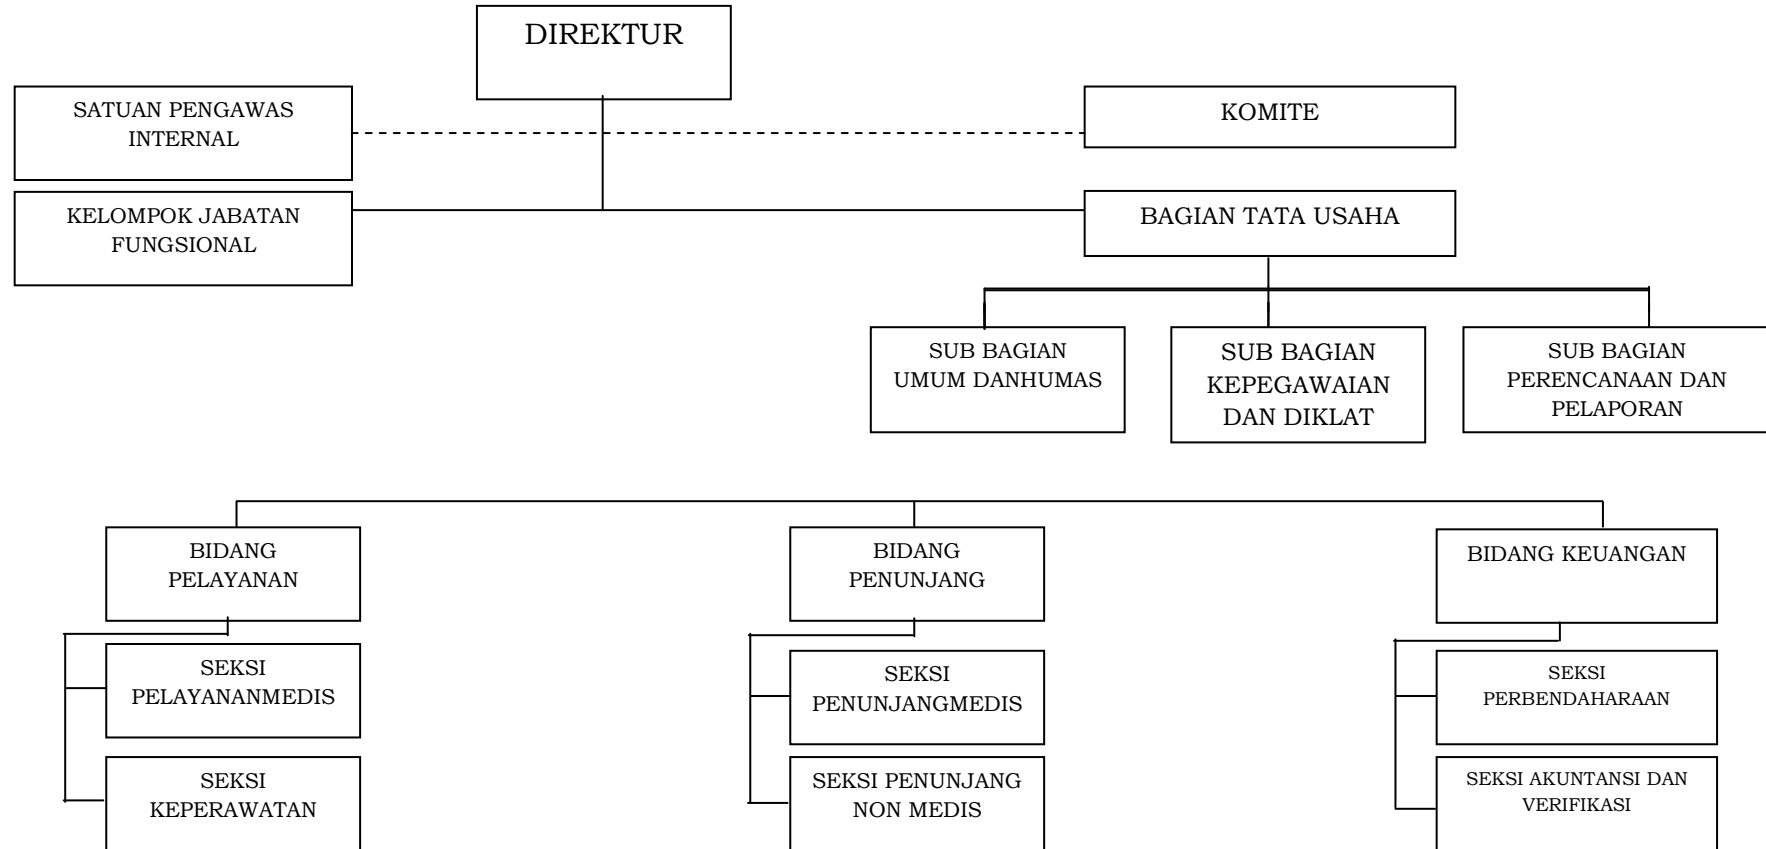 DIREKTUR
SATUAN PENGAWAS
INTERNAL
KOMITE
KELOMPOK JABATAN
FUNGSIONAL
BAGIAN TATA USAHA
SUB BAGIAN
UMUM DANHUMAS
SUB BAGIAN
KEPEGAWAIAN
DAN DIKLAT
SUB BAGIAN
PERENCANAAN DAN
PELAPORAN
BIDANG
PELAYANAN
BIDANG
PENUNJANG
BIDANG KEUANGAN
SEKSI
PELAYANANMEDIS
SEKSI
PENUNJANGMEDIS
SEKSI
PERBENDAHARAAN
SEKSI
KEPERAWATAN
SEKSI PENUNJANG
NON MEDIS
SEKSI AKUNTANSI DAN
VERIFIKASI